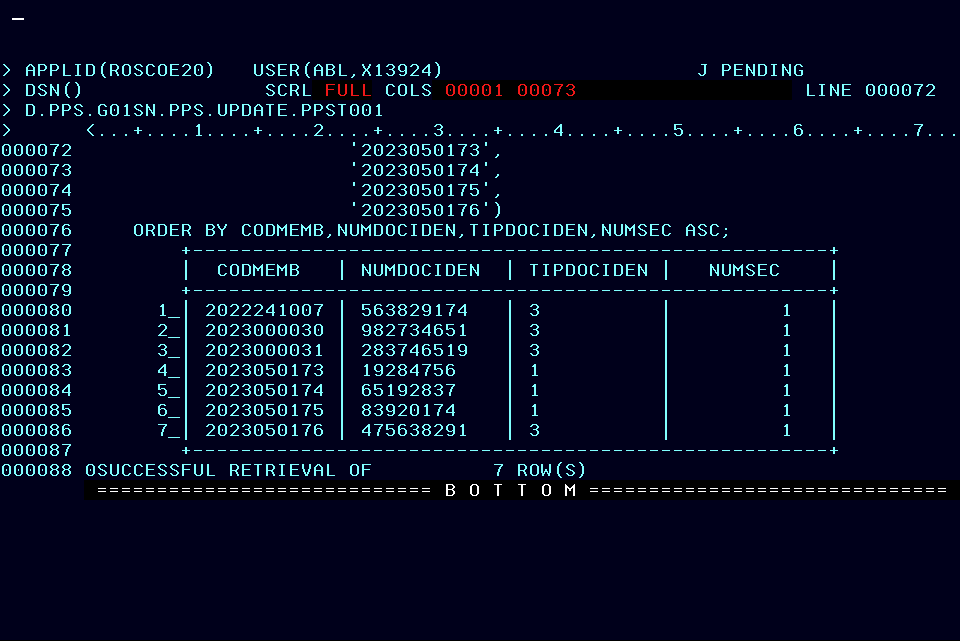 _
> APPLID(ROSCOE20)   USER(ABL,X13924)                     J PENDING
> DSN()               SCRL FULL COLS 00001 00073                   LINE 000072
> D.PPS.G01SN.PPS.UPDATE.PPST001
>      <...+....1....+....2....+....3....+....4....+....5....+....6....+....7...
000072                       '2023050173',
000073                       '2023050174',
000074                       '2023050175',
000075                       '2023050176')
000076     ORDER BY CODMEMB,NUMDOCIDEN,TIPDOCIDEN,NUMSEC ASC;
000077         +-----------------------------------------------------+
000078         |  CODMEMB   | NUMDOCIDEN  | TIPDOCIDEN |   NUMSEC    |
000079         +-----------------------------------------------------+
000080       1_| 2022241007 | 563829174   | 3          |         1   |
000081       2_| 2023000030 | 982734651   | 3          |         1   |
000082       3_| 2023000031 | 283746519   | 3          |         1   |
000083       4_| 2023050173 | 19284756    | 1          |         1   |
000084       5_| 2023050174 | 65192837    | 1          |         1   |
000085       6_| 2023050175 | 83920174    | 1          |         1   |
000086       7_| 2023050176 | 475638291   | 3          |         1   |
000087         +-----------------------------------------------------+
000088 0SUCCESSFUL RETRIEVAL OF          7 ROW(S)
============================ B O T T O M ==============================